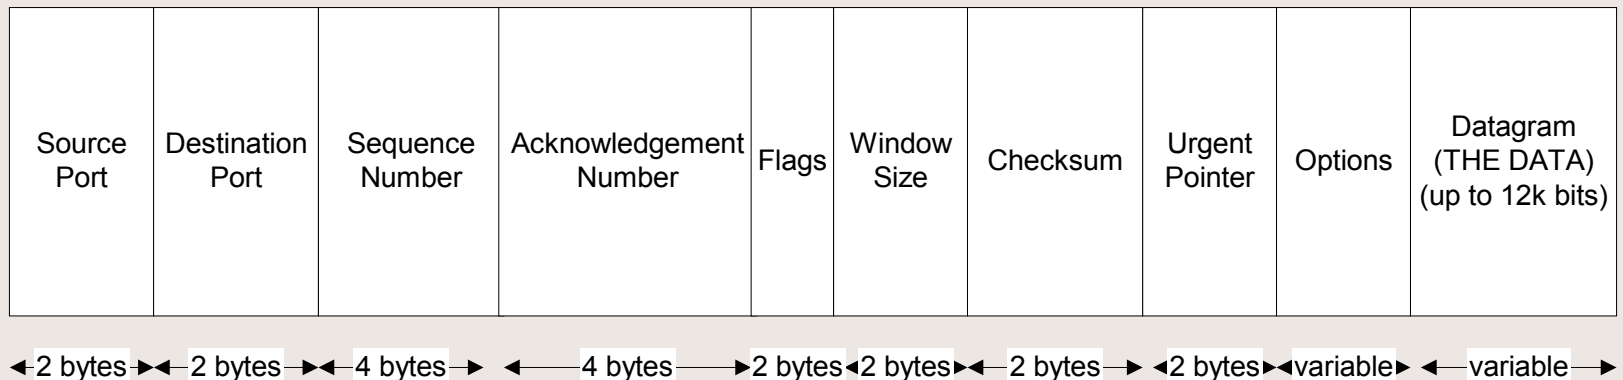 Source
Port
Destination
Port
Sequence
Number
Acknowledgement
Number
Flags
Window
Size
Checksum
Urgent
Pointer
Options
Datagram
(THE DATA)
(up to 12k bits)
2 bytes
2 bytes
4 bytes
4 bytes
2 bytes
2 bytes
2 bytes
2 bytes
variable
variable